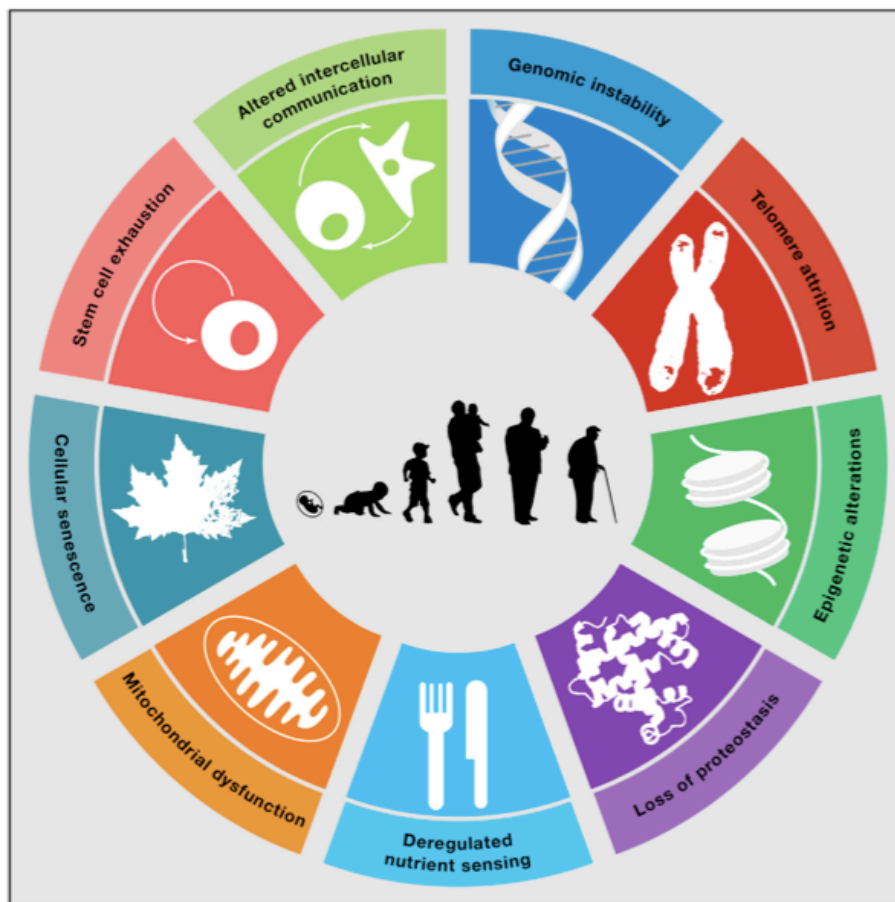 Altered intercellular
communication
Genomic instability
Telomere attrition
Epigenetic alterations
Loss of proteostasis
Deregulated
nutrient sensing
Mitochondrial dysfunction
Cellular senescence
Stem cell exhaustion